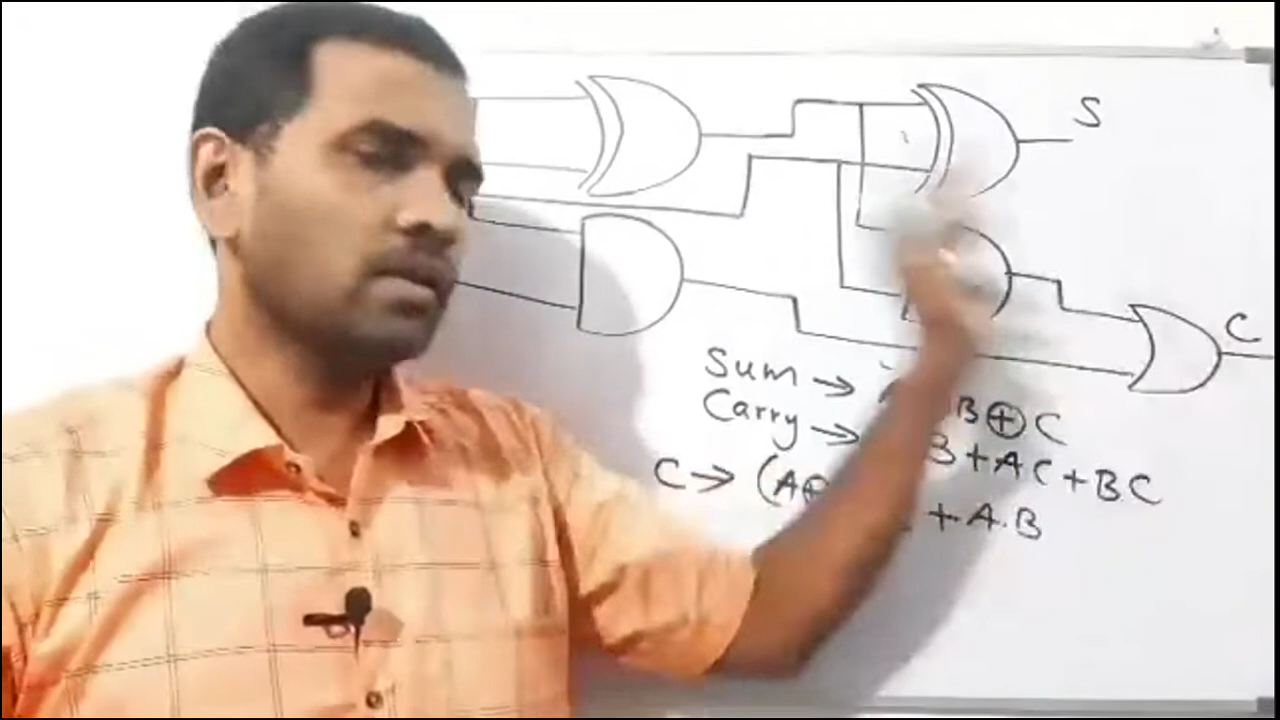 S
C
Sum → B ⊕ C
Carry → B + AC + BC
C → (A⊕
+ A.B